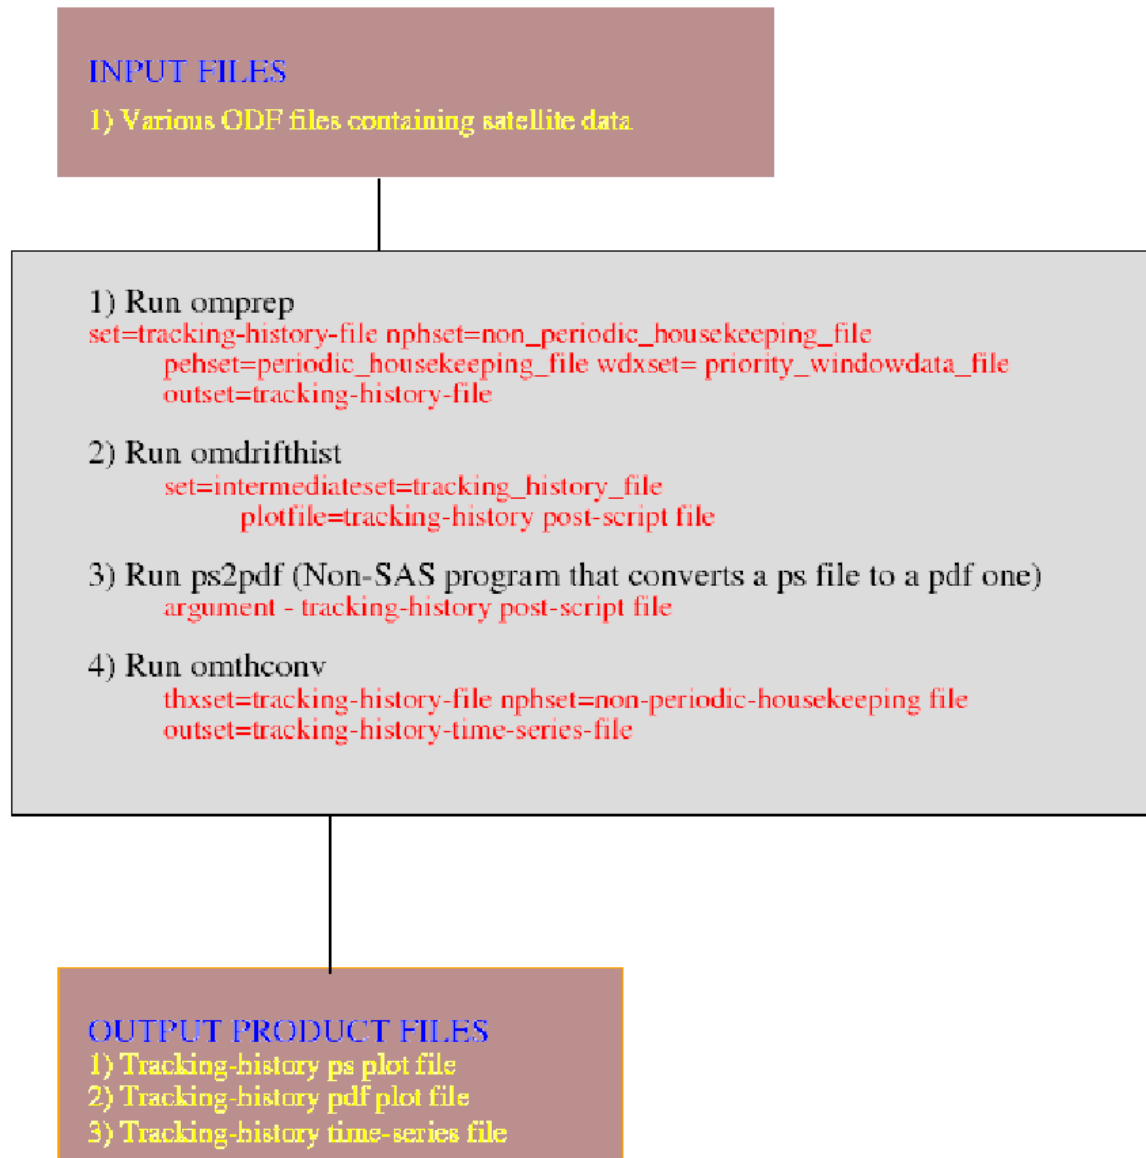 INPUT FILES
1) Various ODF files containing satellite data
1) Run omprep
set=tracking-history-file nphset=non_periodic_housekeeping_file
pehset=periodic_housekeeping_file wdxset= priority_windowdata_file
outset=tracking-history-file
2) Run omdrifthist
set=intermediateset=tracking_history_file
plotfile=tracking-history post-script file
3) Run ps2pdf (Non-SAS program that converts a ps file to a pdf one)
argument - tracking-history post-script file
4) Run omthconv
thxset=tracking-history-file nphset=non-periodic-housekeeping file
outset=tracking-history-time-series-file
OUTPUT PRODUCT FILES
1) Tracking-history ps plot file
2) Tracking-history pdf plot file
3) Tracking-history time-series file